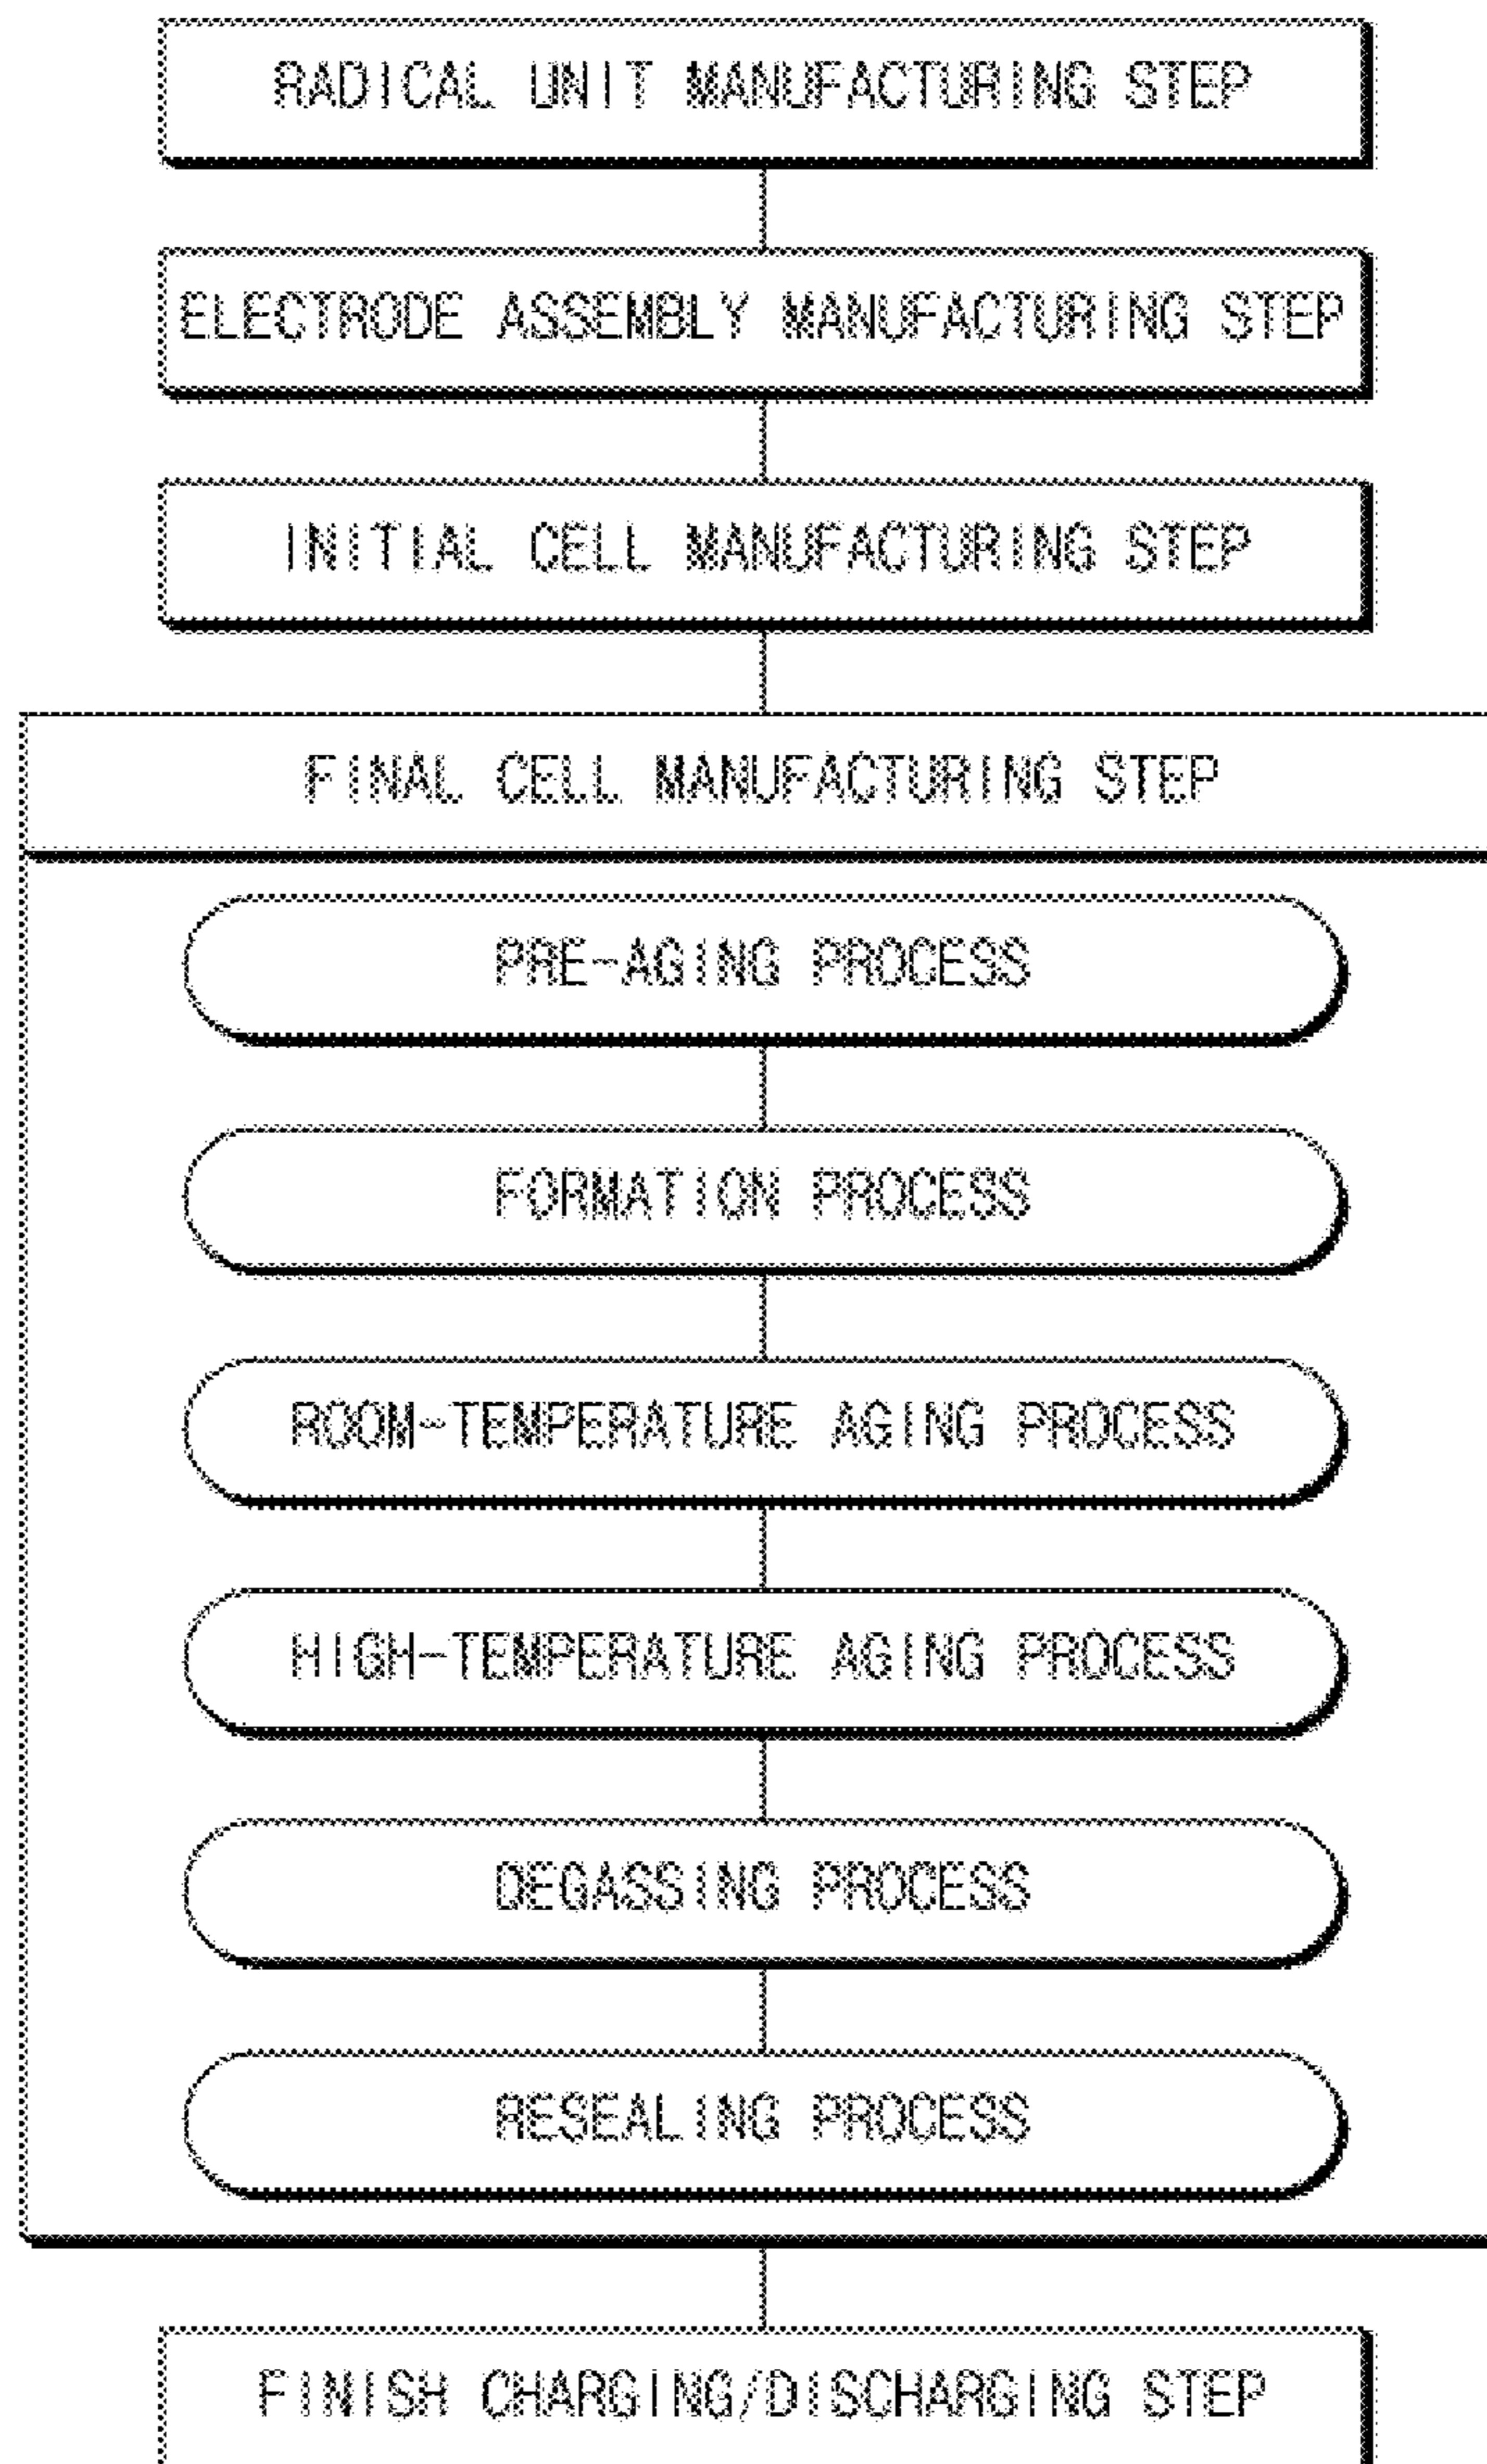 RADICAL UNIT MANUFACTURING STEP
ELECTRODE ASSEMBLY MANUFACTURING STEP
INITIAL CELL MANUFACTURING STEP
FINAL CELL MANUFACTURING STEP
PRE-AGING PROCESS
FORMATION PROCESS
ROOM-TEMPERATURE AGING PROCESS
HIGH-TEMPERATURE AGING PROCESS
DEGASSING PROCESS
RESEALING PROCESS
FINISH CHARGING/DISCHARGING STEP